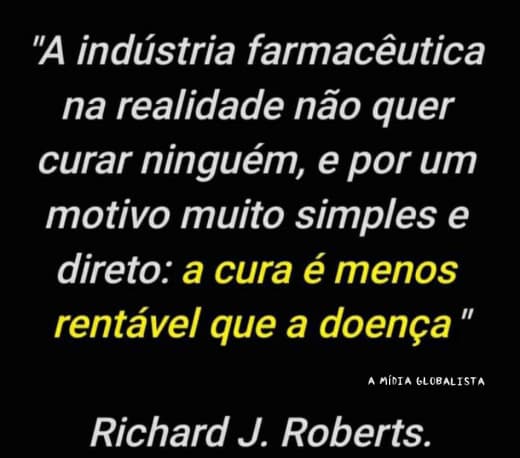 "A indústria farmacêutica
na realidade não quer
curar ninguém, e por um
motivo muito simples e
direto: a cura é menos
rentável que a doença"
A MÍDIA GLOBALISTA
Richard J. Roberts.